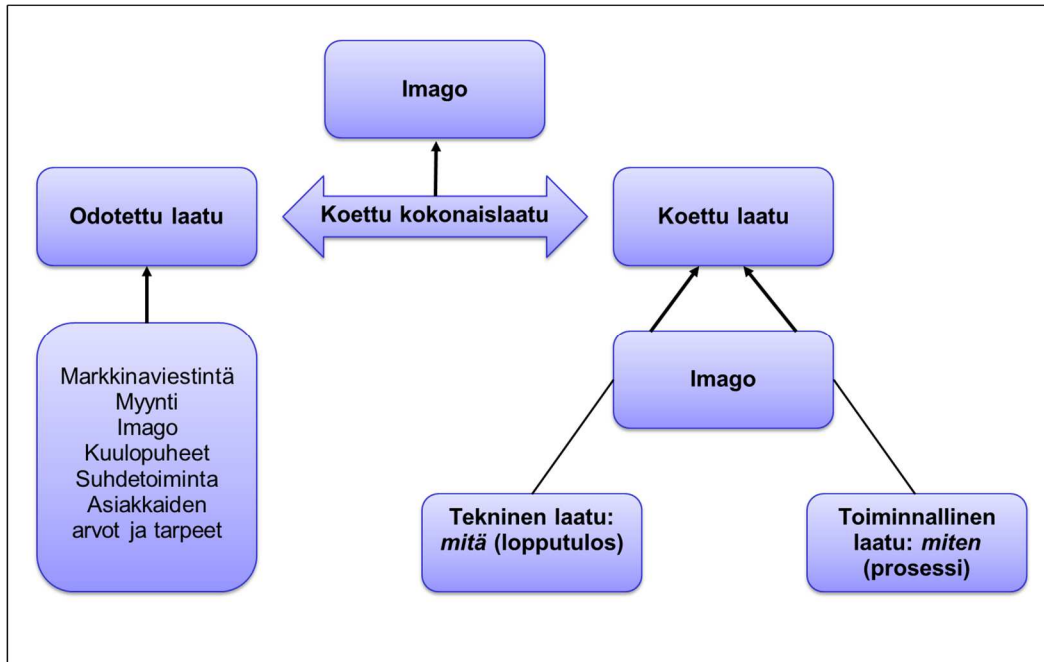 Imago
Odotettu laatu
Koettu kokonaislaatu
Koettu laatu
Markkinaviestintä
Myynti
Imago
Kuulopuheet
Suhdetoiminta
Asiakkaiden
arvot ja tarpeet
Imago
Tekninen laatu:
mitä (lopputulos)
Toiminnallinen
laatu: miten
(prosessi)